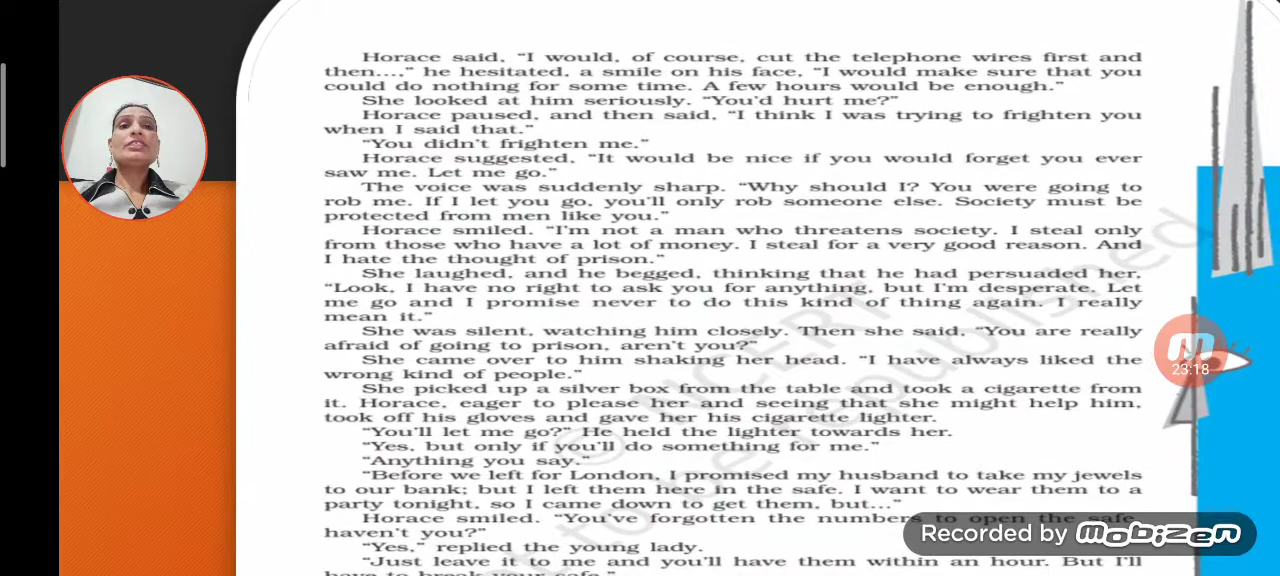 Horace said, “I would, of course, cut the telephone wires first and
then....,” he hesitated, a smile on his face, “I would make sure that you
could do nothing for some time. A few hours would be enough.”
She looked at him seriously. “You’d hurt me?”
Horace paused, and then said, “I think I was trying to frighten you
when I said that.”
“You didn’t frighten me.”
Horace suggested, “It would be nice if you would forget you ever
saw me. Let me go.”
The voice was suddenly sharp. “Why should I? You were going to
rob me. If I let you go, you’ll only rob someone else. Society must be
protected from men like you.”
Horace smiled. “I’m not a man who threatens society. I steal only
from those who have a lot of money. I steal for a very good reason. And
I hate the thought of prison.”
She laughed, and he begged, thinking that he had persuaded her,
“Look, I have no right to ask you for anything, but I’m desperate. Let
me go and I promise never to do this kind of thing again. I really
mean it.”
She was silent, watching him closely. Then she said, “You are really
afraid of going to prison, aren’t you?”
She came over to him shaking her head. “I have always liked the
wrong kind of people.”
She picked up a silver box from the table and took a cigarette from
it. Horace, eager to please her and seeing that she might help him,
took off his gloves and gave her his cigarette lighter.
“You’ll let me go?” He held the lighter towards her.
“Yes, but only if you’ll do something for me.”
“Anything you say.”
“Before we left for London, I promised my husband to take my jewels
to our bank; but I left them here in the safe. I want to wear them to a
party tonight, so I came down to get them, but...”
Horace smiled. “You’ve forgotten the numbers to open the safe,
haven’t you?”
“Yes,” replied the young lady.
“Just leave it to me and you’ll have them within an hour. But I’ll
have to break your safe.”
© NCERT
not to be republished
23:18
Recorded by mobizen